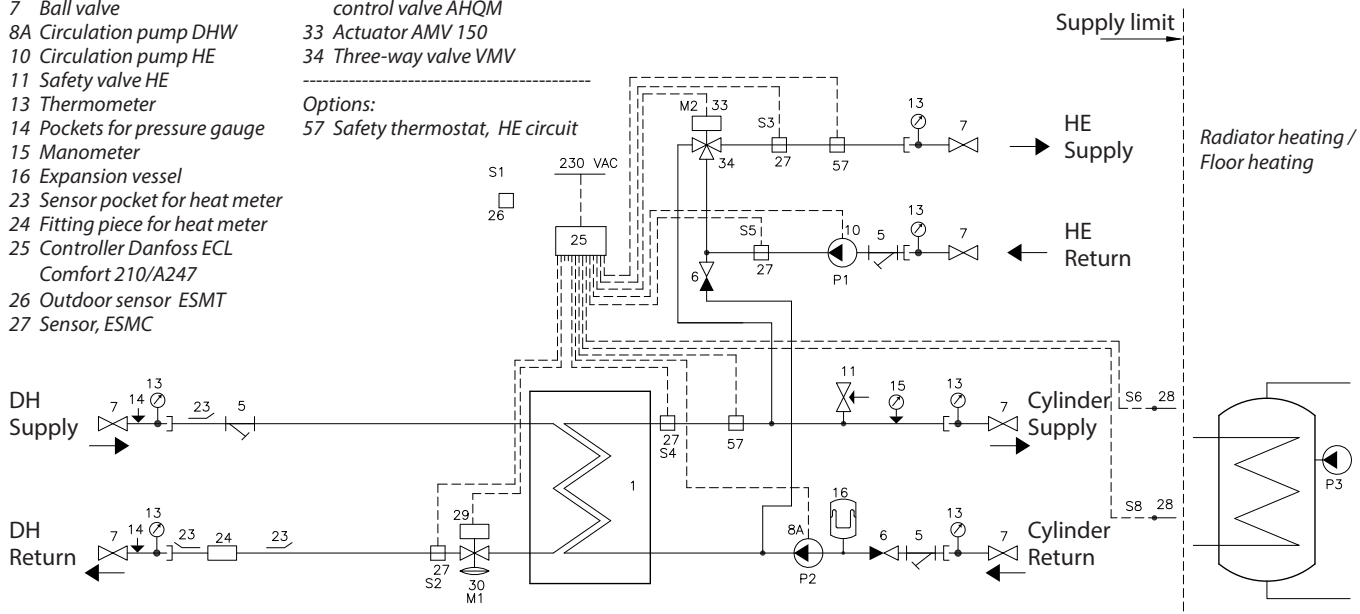 7 Ball valve
8A Circulation pump DHW
10 Circulation pump HE
11 Safety valve HE
13 Thermometer
14 Pockets for pressure gauge
15 Manometer
16 Expansion vessel
23 Sensor pocket for heat meter
24 Fitting piece for heat meter
25 Controller Danfoss ECL
Comfort 210/A247
26 Outdoor sensor ESMT
27 Sensor, ESMC
control valve AHQM
33 Actuator AMV 150
34 Three-way valve VMV
--------------------------------------------
Options:
57 Safety thermostat, HE circuit
Supply limit
M2 33
S3
13
7
HE
Supply
Radiator heating /
Floor heating
34
27
57
S1
26
230 VAC
25
S5
27
10
P1
5
13
7
HE
Return
6
DH
Supply
7
14
13
23
5
27
S4
57
11
15
13
7
Cylinder
Supply
S6
28
1
P3
DH
Return
7
14
13
23
24
23
S2
27
29
30
M1
8A
P2
16
6
5
13
7
Cylinder
Return
S8
28